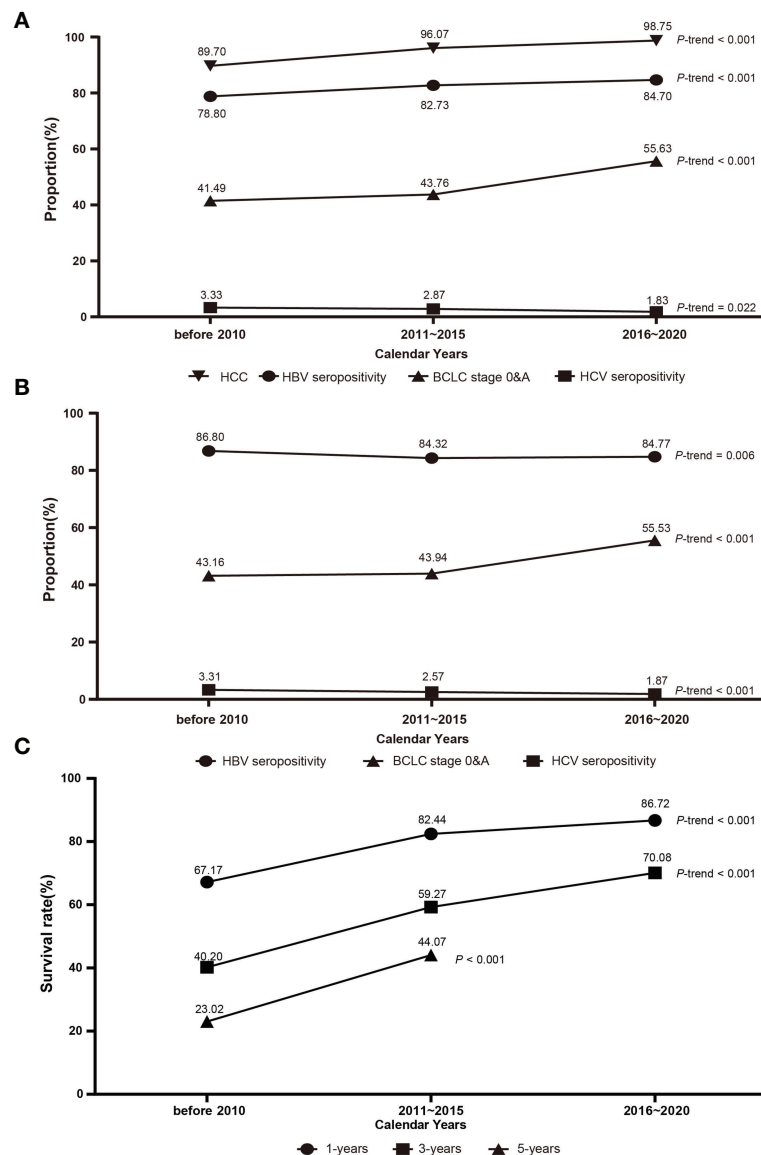 A
Proportion(%)
100
80
60
40
20
0
89.70
96.07
98.75
P-trend < 0.001
78.80
82.73
84.70
P-trend < 0.001
41.49
43.76
55.63
P-trend < 0.001
3.33
2.87
1.83
P-trend = 0.022
before 2010
2011~2015
2016~2020
Calendar Years
HCC HBV seropositivity BCLC stage 0&A HCV seropositivity
B
Proportion(%)
100
80
60
40
20
0
86.80
84.32
84.77
P-trend = 0.006
43.16
43.94
55.53
P-trend < 0.001
3.31
2.57
1.87
P-trend < 0.001
before 2010
2011~2015
2016~2020
Calendar Years
HBV seropositivity BCLC stage 0&A HCV seropositivity
C
Survival rate(%)
100
80
60
40
20
0
67.17
82.44
86.72
P-trend < 0.001
40.20
59.27
70.08
P-trend < 0.001
23.02
44.07
P < 0.001
before 2010
2011~2015
2016~2020
Calendar Years
1-years 3-years 5-years